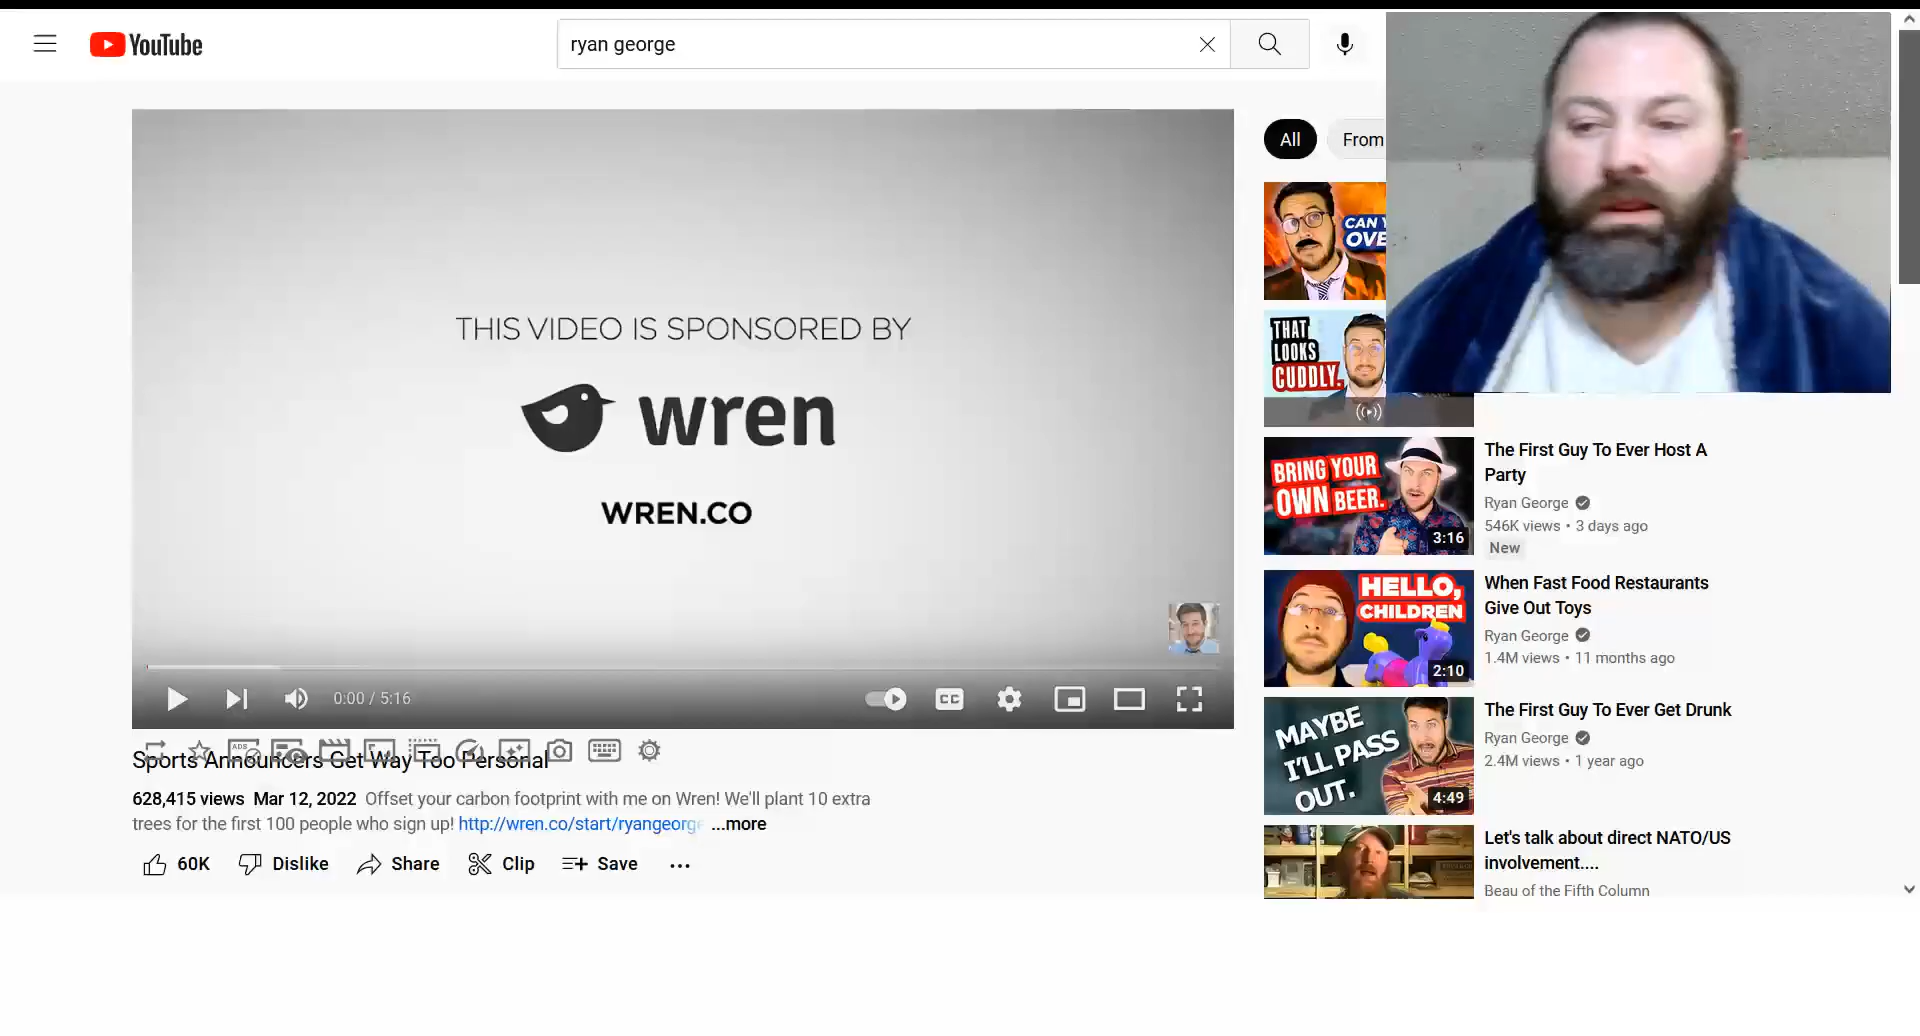 YouTube
ryan george
THIS VIDEO IS SPONSORED BY
wren
WREN.CO
0:00 / 5:16
CC
Sports Announcers Get Way Too Personal
628,415 views Mar 12, 2022 Offset your carbon footprint with me on Wren! We'll plant 10 extra
trees for the first 100 people who sign up! http://wren.co/start/ryangeorge ...more
60K Dislike Share Clip Save
All From
CAN
OVE
THAT
LOOKS
CUDDLY.
BRING YOUR
OWN BEER.
3:16
The First Guy To Ever Host A
Party
Ryan George
546K views • 3 days ago
New
HELLO,
CHILDREN
2:10
When Fast Food Restaurants
Give Out Toys
Ryan George
1.4M views • 11 months ago
MAYBE
I'LL PASS
OUT.
4:49
The First Guy To Ever Get Drunk
Ryan George
2.4M views • 1 year ago
Let's talk about direct NATO/US
involvement....
Beau of the Fifth Column